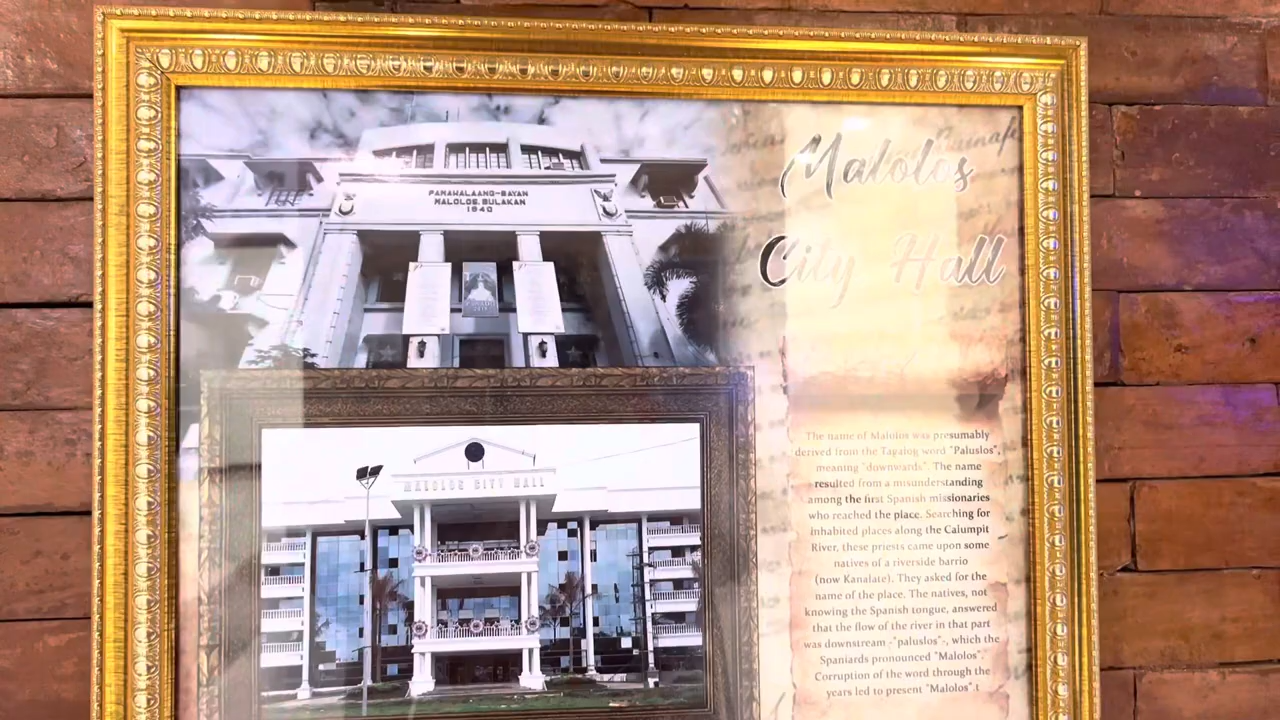 Malolos
City Hall
PAMAHALAANG-BAYAN
MALOLOS, BULAKAN
1940
MALOLOS CITY HALL
The name of Malolos was presumably
derived from the Tagalog word "Paluslos",
meaning "downwards". The name
resulted from a misunderstanding
among the first Spanish missionaries
who reached the place. Searching for
inhabited places along the Calumpit
River, these priests came upon some
natives of a riverside barrio
(now Kanalate). They asked for the
name of the place. The natives, not
knowing the Spanish tongue, answered
that the flow of the river in that part
was downstream -"paluslos"-, which the
Spaniards pronounced "Malolos".
Corruption of the word through the
years led to present "Malolos".t